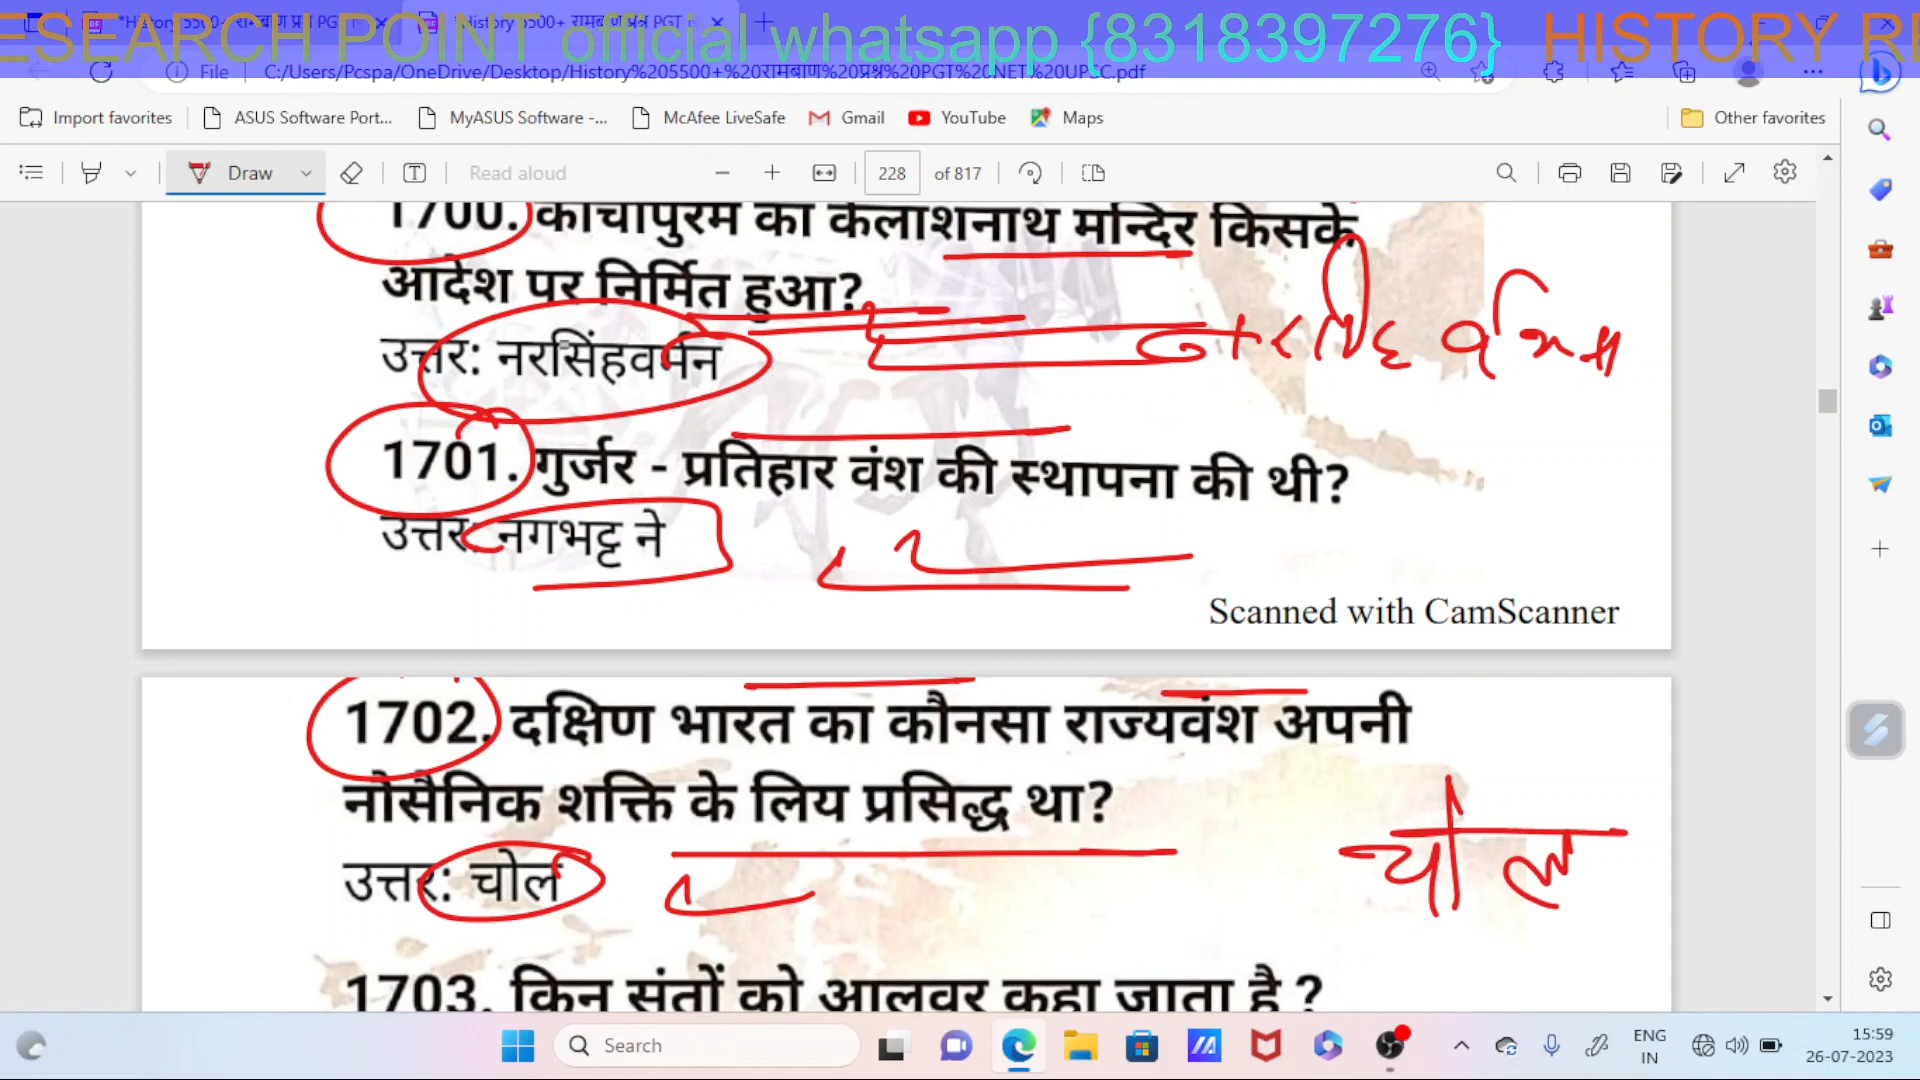 ESEARCH POINT official whatsapp {8318397276} HISTORY RE
File C:/Users/Pcspa/OneDrive/Desktop/History%205500+%20रामबाण%20प्रश्न%20PGT%20NET%20UPSC.pdf
Import favorites ASUS Software Port... MyASUS Software -... McAfee LiveSafe Gmail YouTube Maps Other favorites
Draw Read aloud 228 of 817
1700. कांचीपुरम का कैलाशनाथ मन्दिर किसके
आदेश पर निर्मित हुआ?
उत्तर: नरसिंहवर्मन
1701. गुर्जर - प्रतिहार वंश की स्थापना की थी?
उत्तर: नगभट्ट ने
Scanned with CamScanner
1702. दक्षिण भारत का कौनसा राज्यवंश अपनी
नौसैनिक शक्ति के लिय प्रसिद्ध था?
उत्तर: चोल
चोल
1703. किन संतों को आलवर कहा जाता है ?
Search
ENG
IN
15:59
26-07-2023